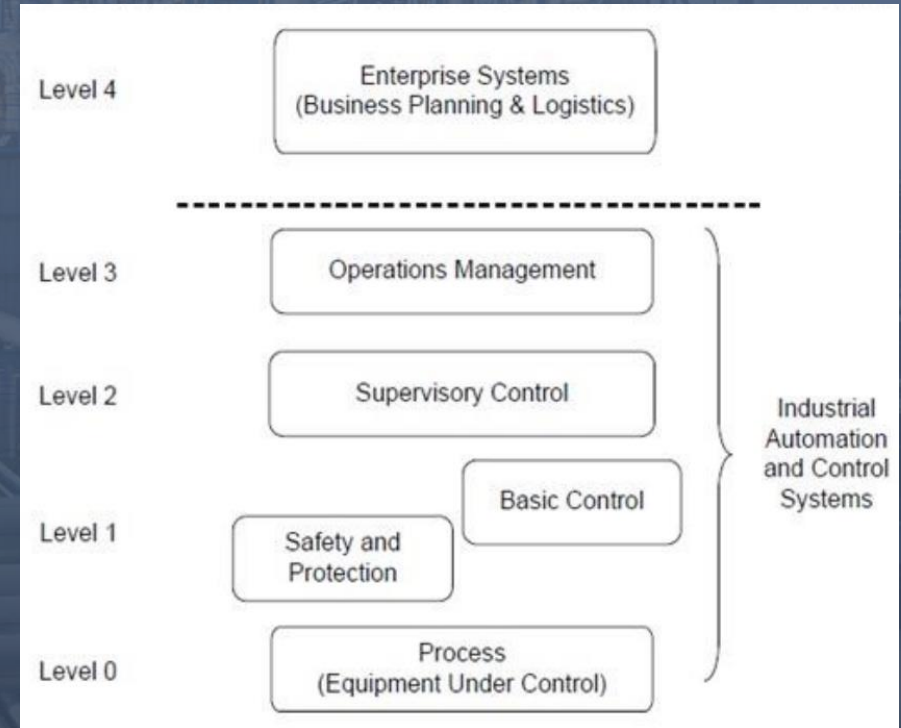 Level 4
Enterprise Systems
(Business Planning & Logistics)
Level 3
Operations Management
Level 2
Supervisory Control
Industrial
Automation
and Control
Systems
Level 1
Basic Control
Safety and
Protection
Level 0
Process
(Equipment Under Control)